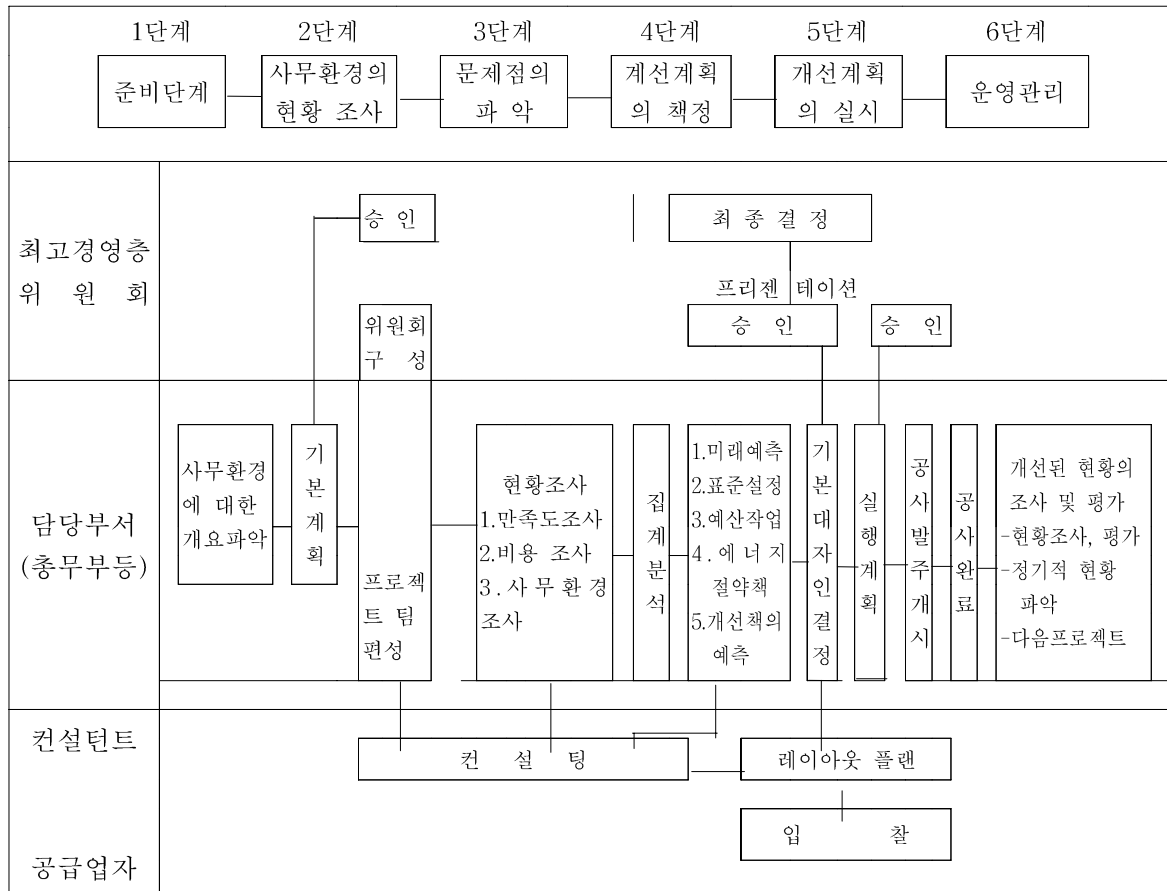 1단계 2단계 3단계 4단계 5단계 6단계
준비단계
사무환경의
현황 조사
문제점의
파 악
계선계획
의 책정
개선계획
의 실시
운영관리
최고경영층
위 원 회
승 인
최 종 결 정
프리젠 테이션
위원회
구 성
승 인
승 인
담당부서
(총무부등)
사무환경
에 대한
개요파악
기본계획
프로젝
트 팀
편성
현황조사
1.만족도조사
2.비용 조사
3.사무환경
조사
집계분석
1.미래예측
2.표준설정
3.예산작업
4.에너지
절약책
5.개선책의
예측
기본대자인결정
실행계획
공사발주개시
공사완료
개선된 현황의
조사 및 평가
-현황조사, 평가
-정기적 현황
파악
-다음프로젝트
컨설턴트
컨 설 팅
레이아웃 플랜
입 찰
공급업자